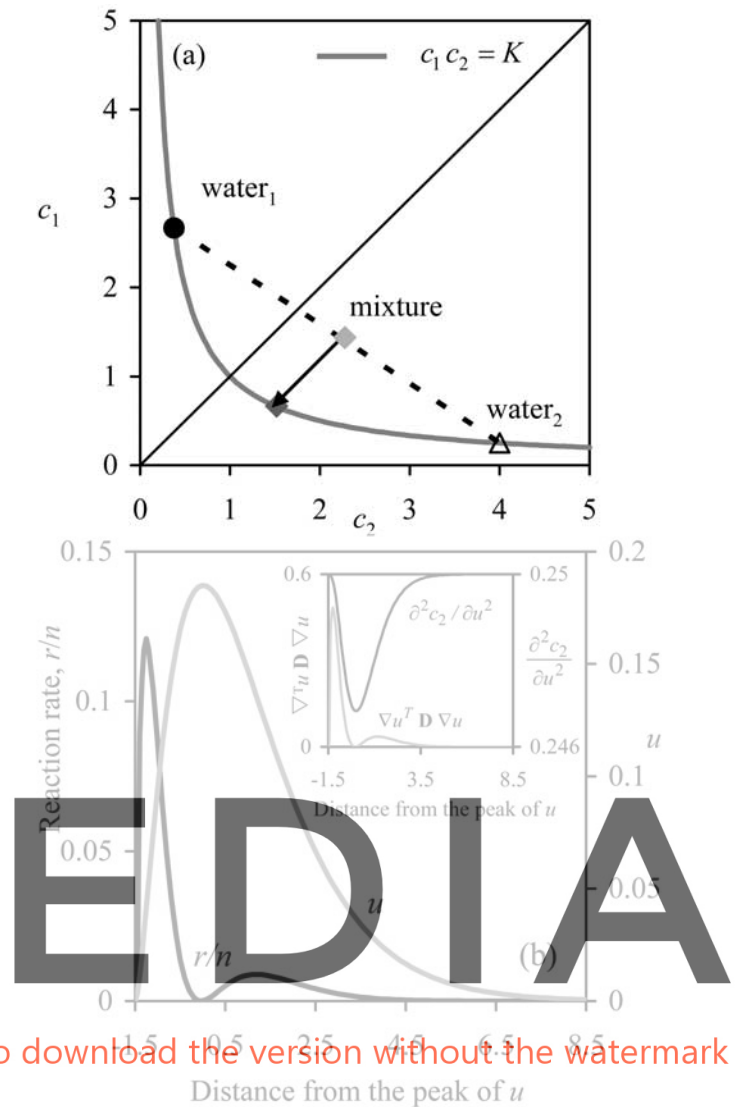 5
(a) c₁ c₂ = K
4
3
water₁
c₁
2
mixture
1
water₂
0
0 1 2 3 4 5
c₂
0.15 0.2
0.6 0.25
∂²c₂ / ∂u²
∇ᵀu D ∇u
∂²c₂
∂u²
0.15
∇uᵀ D ∇u
0 0.246
0.1
u
-1.5 3.5 8.5
0.1
Distance from the peak of u
Reaction rate, r/n
EDIA
0.05
0.05
u
r/n (b)
0 0
-1.5 0.5 2.5 4.5 6.5 8.5
o download the version without the watermark
Distance from the peak of u